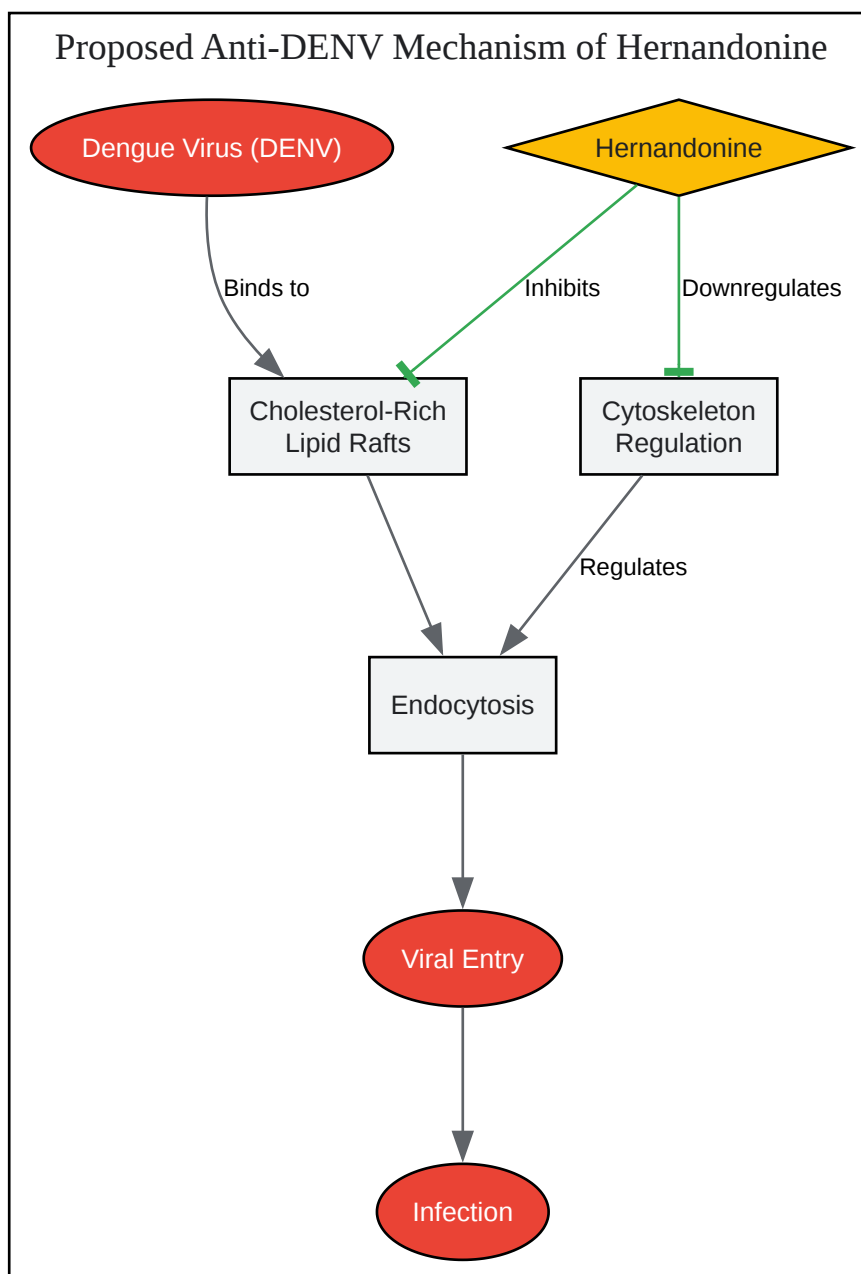 Proposed Anti-DENV Mechanism of Hernandonine
Dengue Virus (DENV)
Hernandonine
Binds to
Inhibits
Downregulates
Cholesterol-Rich
Lipid Rafts
Cytoskeleton
Regulation
Regulates
Endocytosis
Viral Entry
Infection